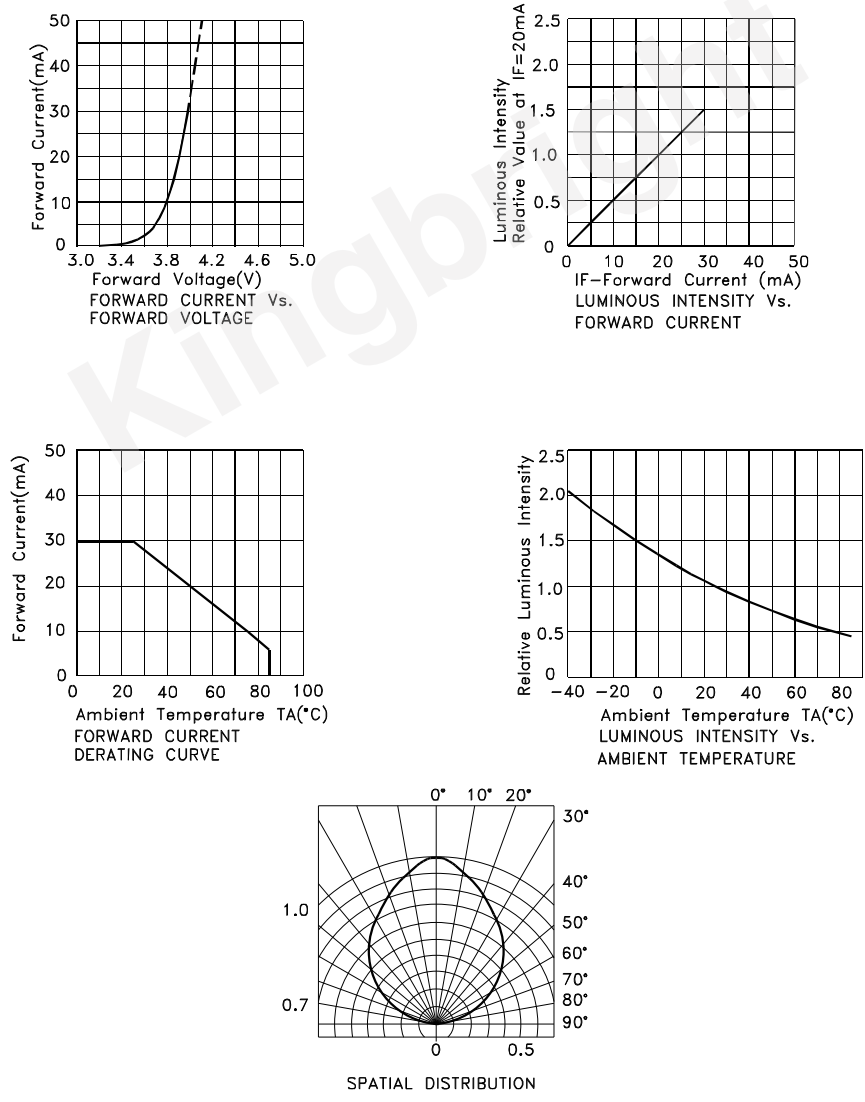 Forward Current(mA)
50
40
30
20
10
0
3.0 3.4 3.8 4.2 4.6 5.0
Forward Voltage(V)
FORWARD CURRENT Vs.
FORWARD VOLTAGE
Luminous Intensity
Relative Value at IF=20mA
2.5
2.0
1.5
1.0
0.5
0
0 10 20 30 40 50
IF-Forward Current (mA)
LUMINOUS INTENSITY Vs.
FORWARD CURRENT
Kingbright
Forward Current(mA)
50
40
30
20
10
0
0 20 40 60 80 100
Ambient Temperature TA(°C)
FORWARD CURRENT
DERATING CURVE
Relative Luminous Intensity
2.5
2.0
1.5
1.0
0.5
0
-40 -20 0 20 40 60 80
Ambient Temperature TA(°C)
LUMINOUS INTENSITY Vs.
AMBIENT TEMPERATURE
0° 10° 20°
30°
40°
50°
60°
70°
80°
90°
1.0
0.7
0 0.5
SPATIAL DISTRIBUTION